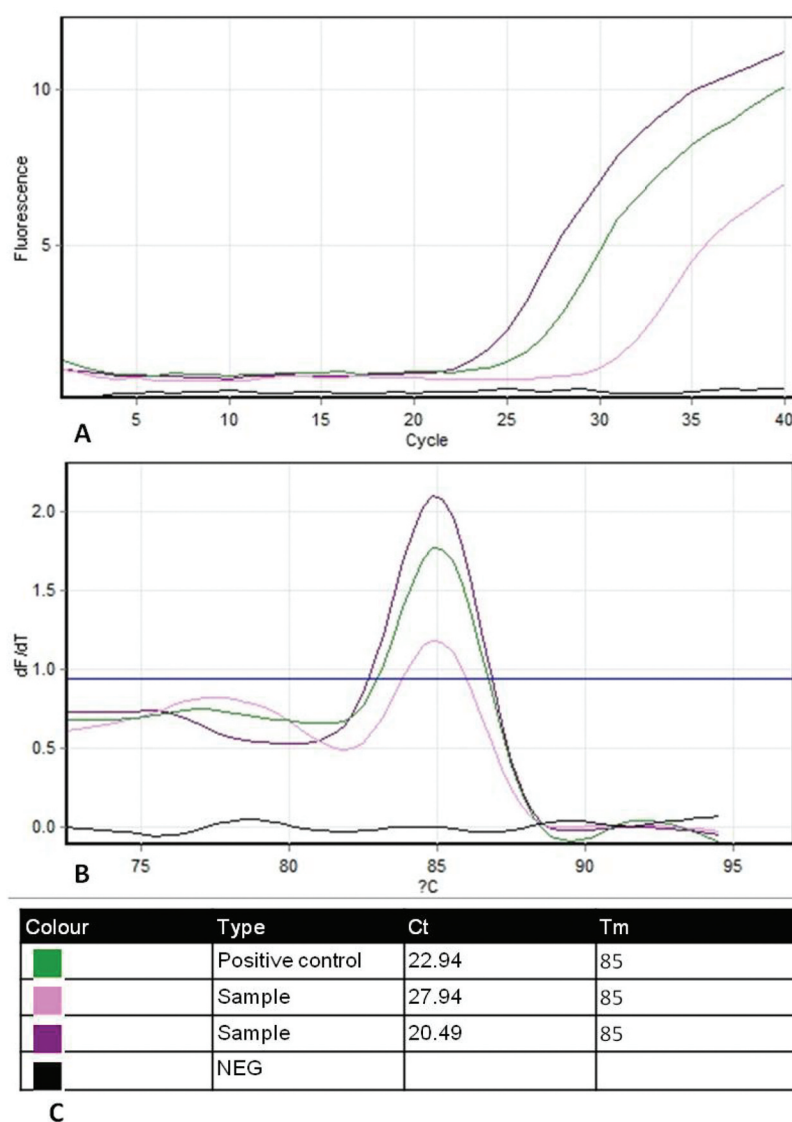 10
Fluorescence
5
A
5 10 15 20 25 30 35 40
Cycle
2.0
1.5
dF/dT
1.0
0.5
0.0
B
75 80 85 90 95
?C
Colour Type Ct Tm
Positive control 22.94 85
Sample 27.94 85
Sample 20.49 85
NEG
C